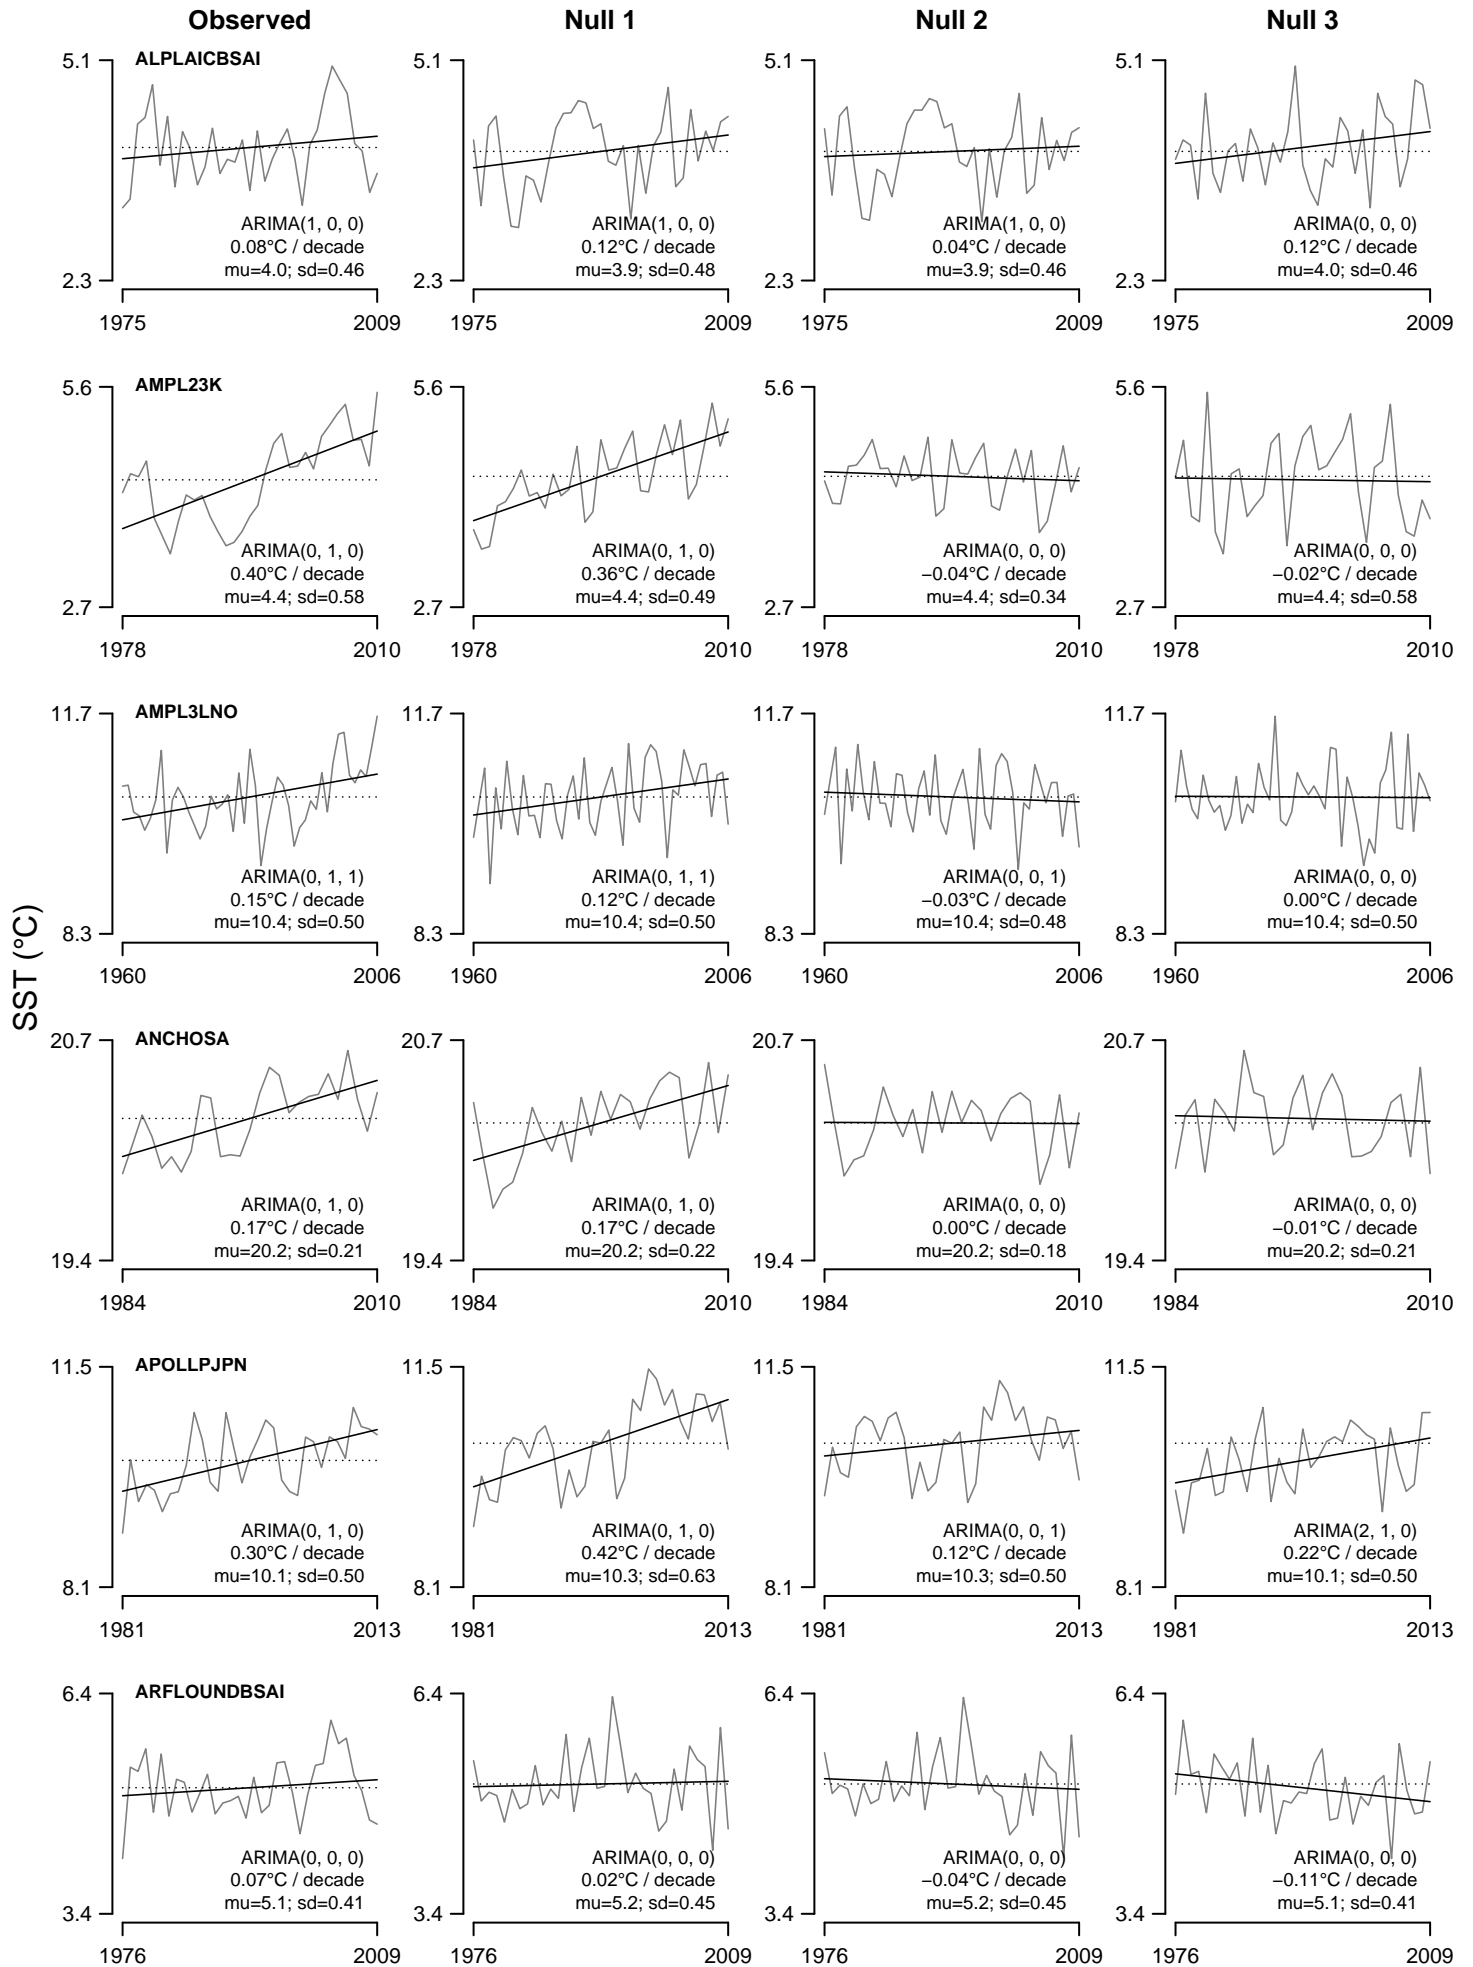 Observed Null 1 Null 2 Null 3
SST (°C)
ALPLAICBSAI
5.1 5.1 5.1 5.1
ARIMA(1, 0, 0) ARIMA(1, 0, 0) ARIMA(1, 0, 0) ARIMA(0, 0, 0)
0.08°C / decade 0.12°C / decade 0.04°C / decade 0.12°C / decade
mu=4.0; sd=0.46 mu=3.9; sd=0.48 mu=3.9; sd=0.46 mu=4.0; sd=0.46
2.3 2.3 2.3 2.3
1975 2009 1975 2009 1975 2009 1975 2009
AMPL23K
5.6 5.6 5.6 5.6
ARIMA(0, 1, 0) ARIMA(0, 1, 0) ARIMA(0, 0, 0) ARIMA(0, 0, 0)
0.40°C / decade 0.36°C / decade −0.04°C / decade −0.02°C / decade
mu=4.4; sd=0.58 mu=4.4; sd=0.49 mu=4.4; sd=0.34 mu=4.4; sd=0.58
2.7 2.7 2.7 2.7
1978 2010 1978 2010 1978 2010 1978 2010
AMPL3LNO
11.7 11.7 11.7 11.7
ARIMA(0, 1, 1) ARIMA(0, 1, 1) ARIMA(0, 0, 1) ARIMA(0, 0, 0)
0.15°C / decade 0.12°C / decade −0.03°C / decade 0.00°C / decade
mu=10.4; sd=0.50 mu=10.4; sd=0.50 mu=10.4; sd=0.48 mu=10.4; sd=0.50
8.3 8.3 8.3 8.3
1960 2006 1960 2006 1960 2006 1960 2006
ANCHOSA
20.7 20.7 20.7 20.7
ARIMA(0, 1, 0) ARIMA(0, 1, 0) ARIMA(0, 0, 0) ARIMA(0, 0, 0)
0.17°C / decade 0.17°C / decade 0.00°C / decade −0.01°C / decade
mu=20.2; sd=0.21 mu=20.2; sd=0.22 mu=20.2; sd=0.18 mu=20.2; sd=0.21
19.4 19.4 19.4 19.4
1984 2010 1984 2010 1984 2010 1984 2010
APOLLPJPN
11.5 11.5 11.5 11.5
ARIMA(0, 1, 0) ARIMA(0, 1, 0) ARIMA(0, 0, 1) ARIMA(2, 1, 0)
0.30°C / decade 0.42°C / decade 0.12°C / decade 0.22°C / decade
mu=10.1; sd=0.50 mu=10.3; sd=0.63 mu=10.3; sd=0.50 mu=10.1; sd=0.50
8.1 8.1 8.1 8.1
1981 2013 1981 2013 1981 2013 1981 2013
ARFLOUNDBSAI
6.4 6.4 6.4 6.4
ARIMA(0, 0, 0) ARIMA(0, 0, 0) ARIMA(0, 0, 0) ARIMA(0, 0, 0)
0.07°C / decade 0.02°C / decade −0.04°C / decade −0.11°C / decade
mu=5.1; sd=0.41 mu=5.2; sd=0.45 mu=5.2; sd=0.45 mu=5.1; sd=0.41
3.4 3.4 3.4 3.4
1976 2009 1976 2009 1976 2009 1976 2009